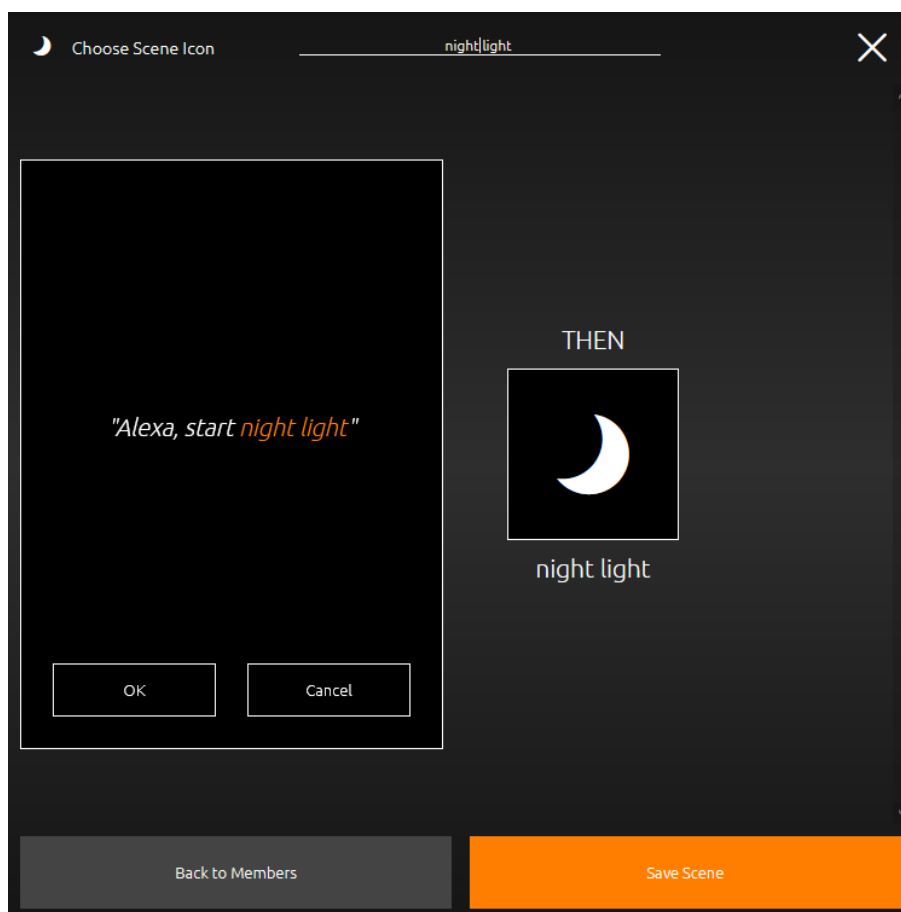 Choose Scene Icon
night light
"Alexa, start night light"
OK
Cancel
THEN
night light
Back to Members
Save Scene